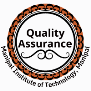 Quality
Assurance
Manipal Institute of Technology, Manipal